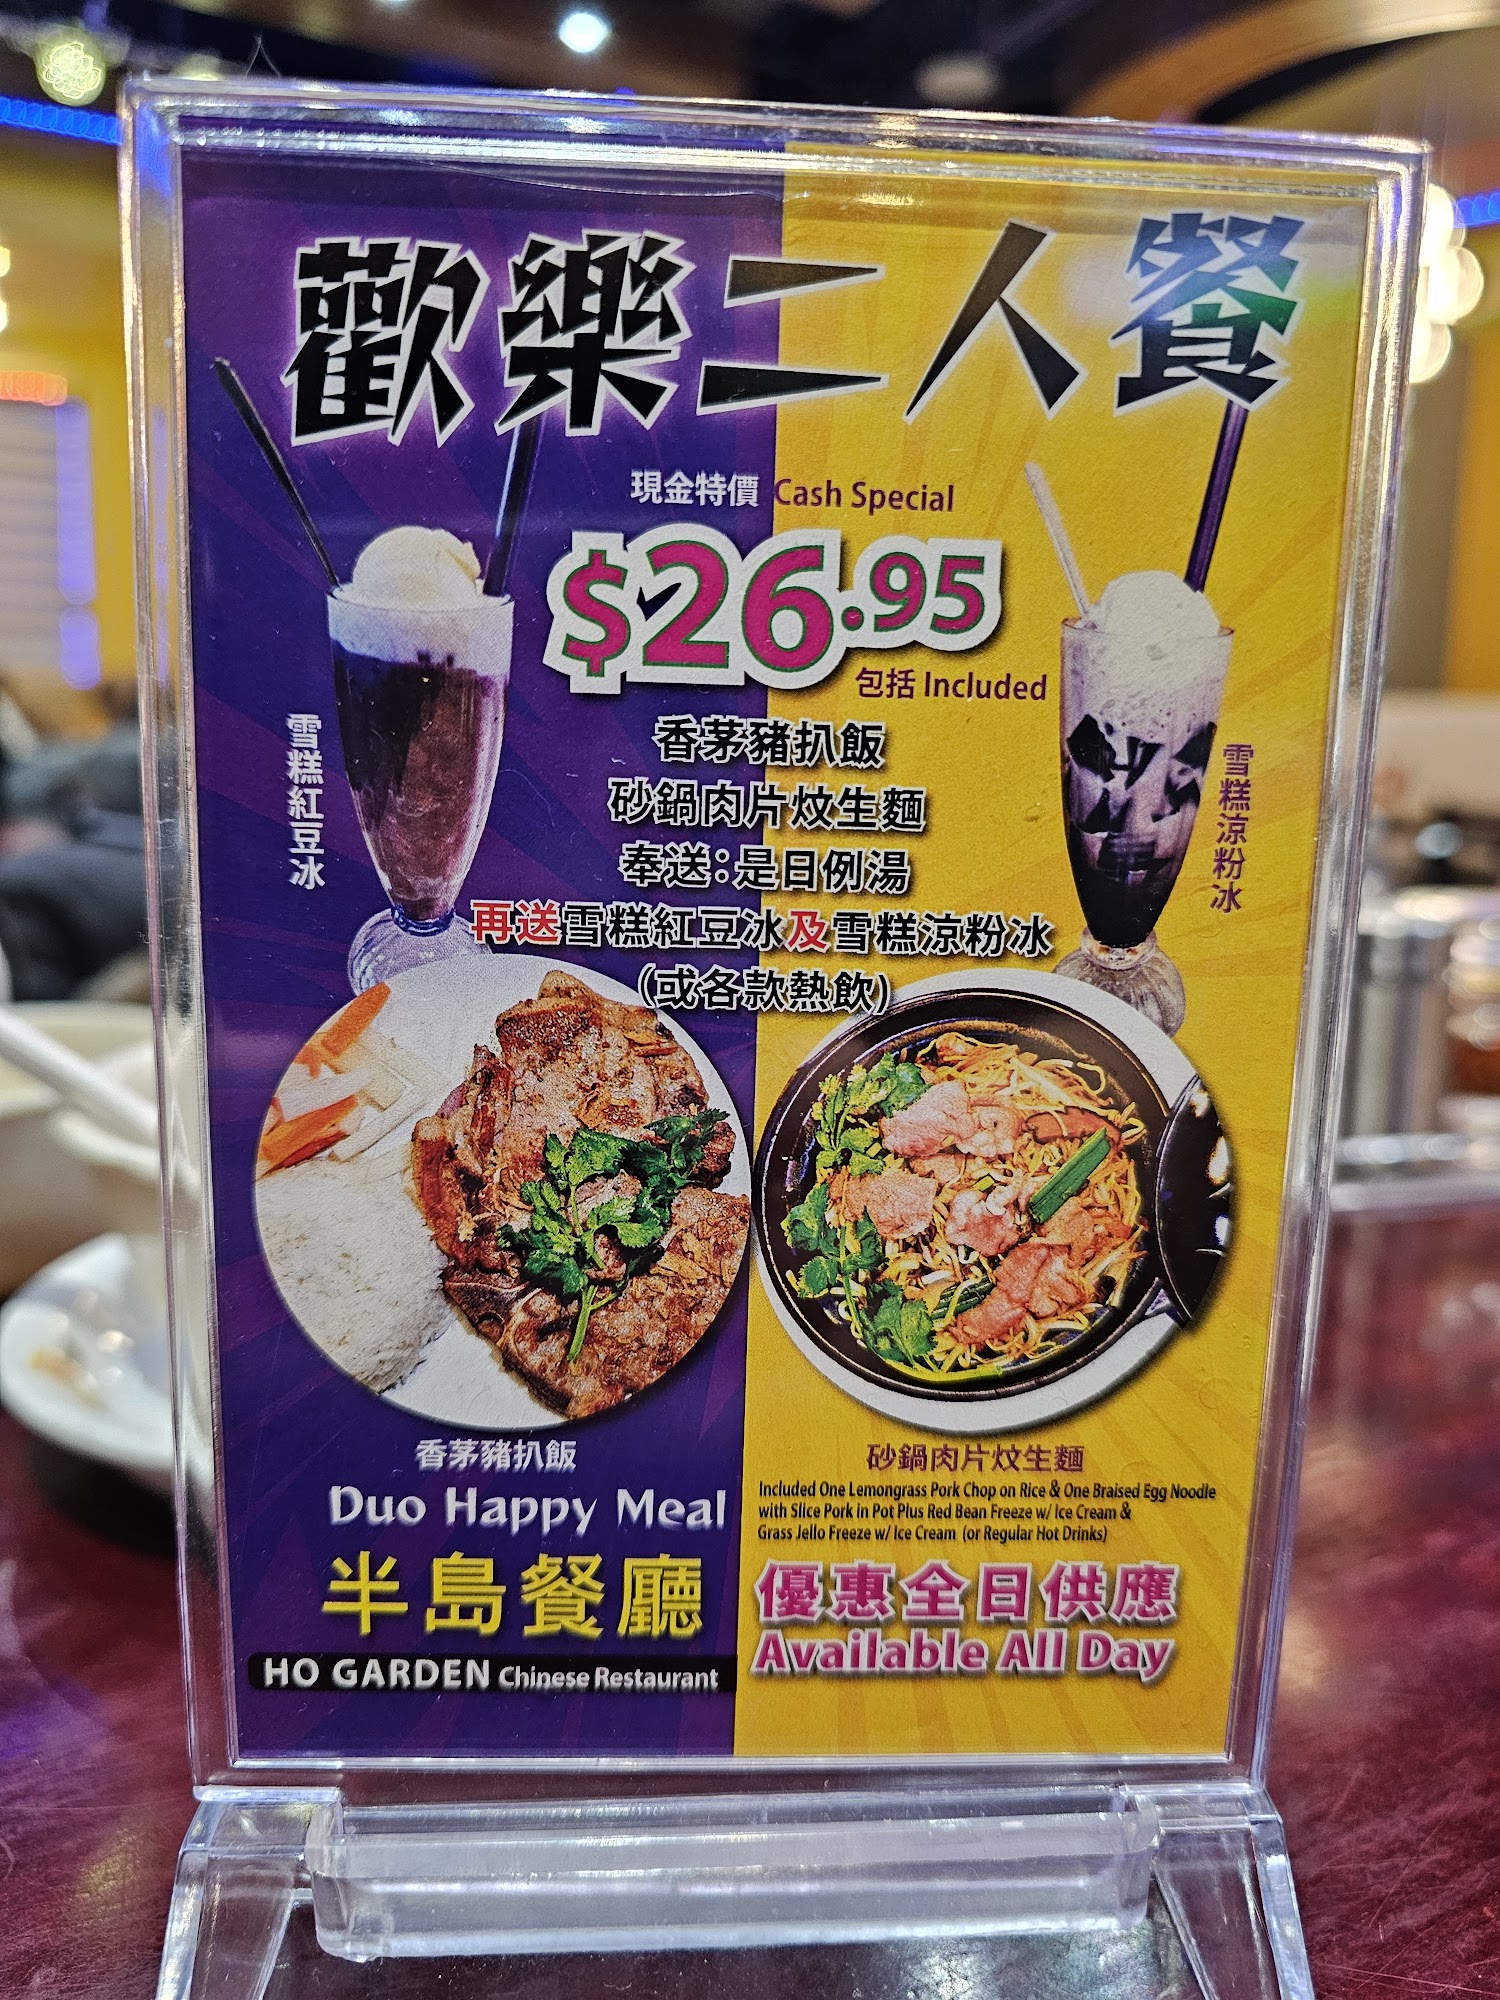 歡樂二人餐
現金特價 Cash Special
$26.95
包括 Included
香茅豬扒飯
砂鍋肉片炆生麵
奉送：是日例湯
再送雪糕紅豆冰及雪糕涼粉冰
(或各款熱飲)
雪糕紅豆冰
雪糕涼粉冰
香茅豬扒飯
Duo Happy Meal
半島餐廳
HO GARDEN Chinese Restaurant
砂鍋肉片炆生麵
Included One Lemongrass Pork Chop on Rice & One Braised Egg Noodle
with Slice Pork in Pot Plus Red Bean Freeze w/ Ice Cream &
Grass Jello Freeze w/ Ice Cream (or Regular Hot Drinks)
優惠全日供應
Available All Day